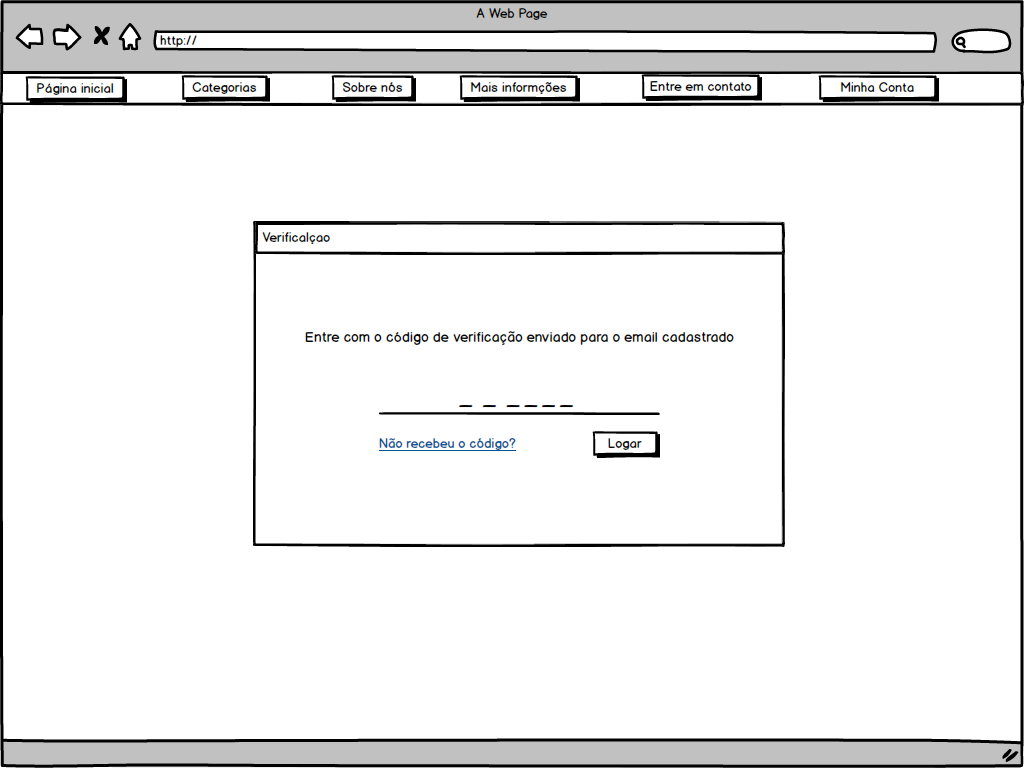 A Web Page
http://
Página inicial Categorias Sobre nós Mais informções Entre em contato Minha Conta
Verificalçao
Entre com o código de verificação enviado para o email cadastrado
_ _ _ _ _ _
Não recebeu o código? Logar